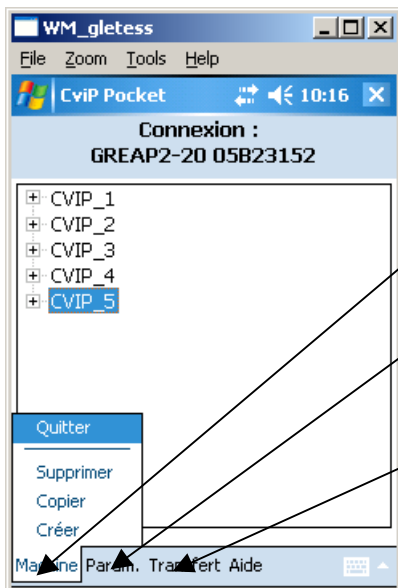 WM_gletess
File Zoom Tools Help
CviP Pocket 10:16
Connexion :
GREAP2-20 05B23152
CVIP_1
CVIP_2
CVIP_3
CVIP_4
CVIP_5
Quitter
Supprimer
Copier
Créer
Machine Param. Transfert Aide